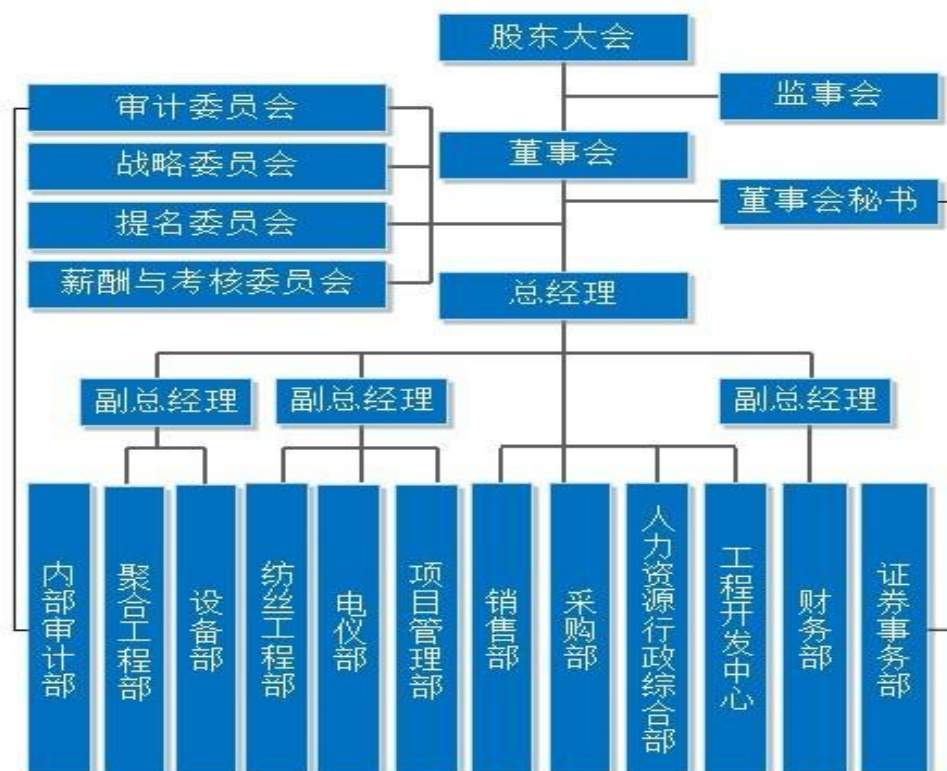 股东大会
监事会
审计委员会
董事会
战略委员会
董事会秘书
提名委员会
薪酬与考核委员会
总经理
副总经理
副总经理
副总经理
内部审计部
聚合工程部
设备部
纺丝工程部
电仪部
项目管理部
销售部
采购部
人力资源行政综合部
工程开发中心
财务部
证券事务部